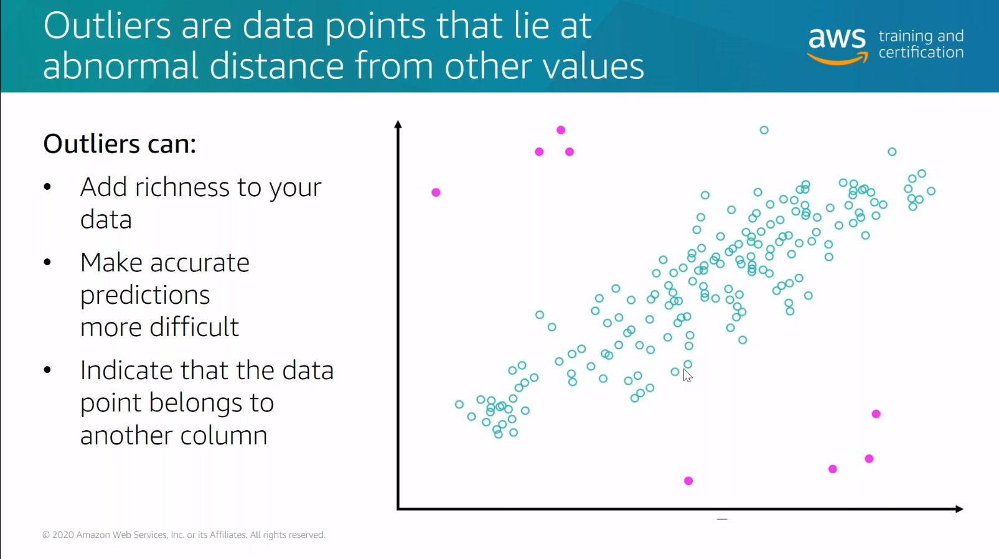 Outliers are data points that lie at
abnormal distance from other values
aws
training and
certification
Outliers can:
• Add richness to your
data
• Make accurate
predictions
more difficult
• Indicate that the data
point belongs to
another column
© 2020 Amazon Web Services, Inc. or its Affiliates. All rights reserved.